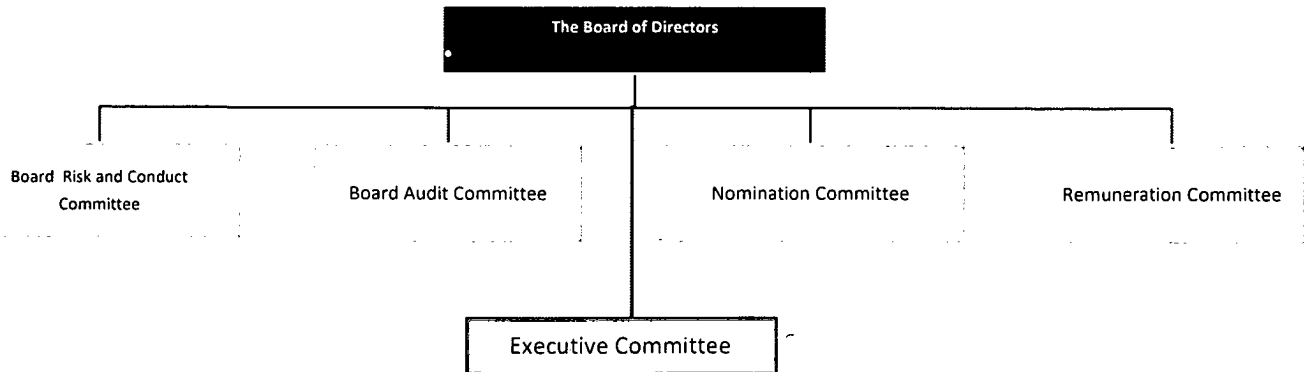 The Board of Directors
Board Risk and Conduct
Committee
Board Audit Committee
Nomination Committee
Remuneration Committee
Executive Committee